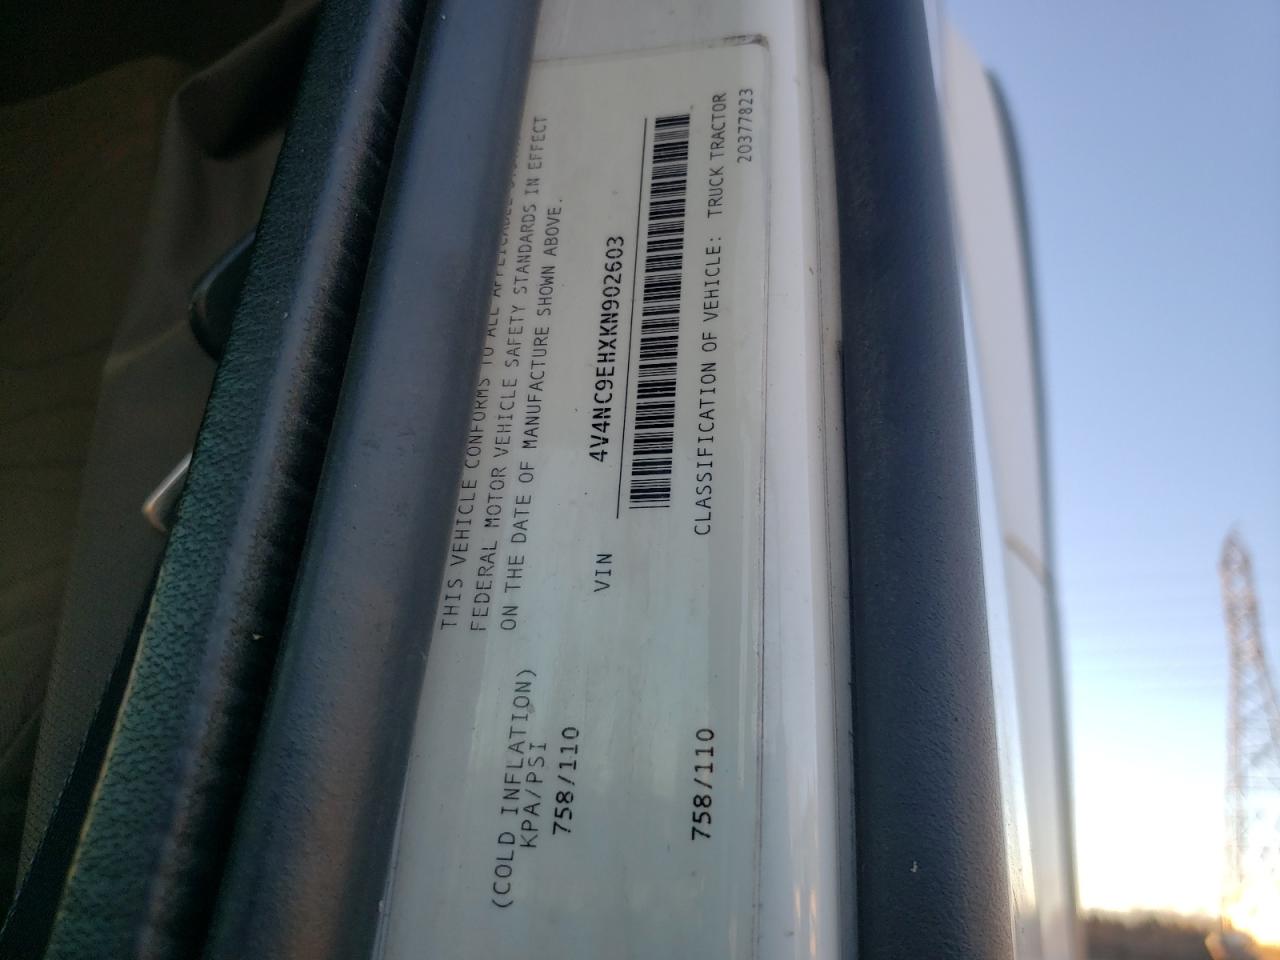 (COLD INFLATION)
KPA/PSI
758/110
758/110
THIS VEHICLE CONFORMS TO ALL APPLICABLE
FEDERAL MOTOR VEHICLE SAFETY STANDARDS IN EFFECT
ON THE DATE OF MANUFACTURE SHOWN ABOVE.
VIN 4V4NC9EHXKN902603
CLASSIFICATION OF VEHICLE: TRUCK TRACTOR
20377823